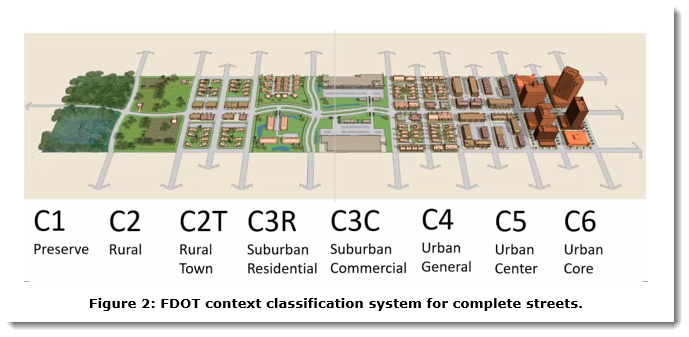 C1 C2 C2T C3R C3C C4 C5 C6
Preserve Rural Rural Suburban Suburban Urban Urban Urban
Town Residential Commercial General Center Core
Figure 2: FDOT context classification system for complete streets.